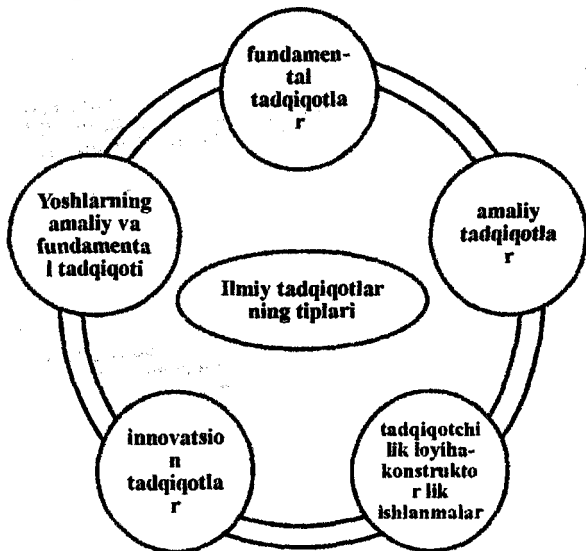 fundamen-
tal
tadqiqotla
r
Yoshlarning
amaliy va
fundamenta
l tadqiqoti
amaliy
tadqiqotla
r
Ilmiy tadqiqotlar
ning tiplari
innovatsio
n
tadqiqotla
r
tadqiqotchi
lik loyiha-
konstrukto
r lik
ishlanmalar